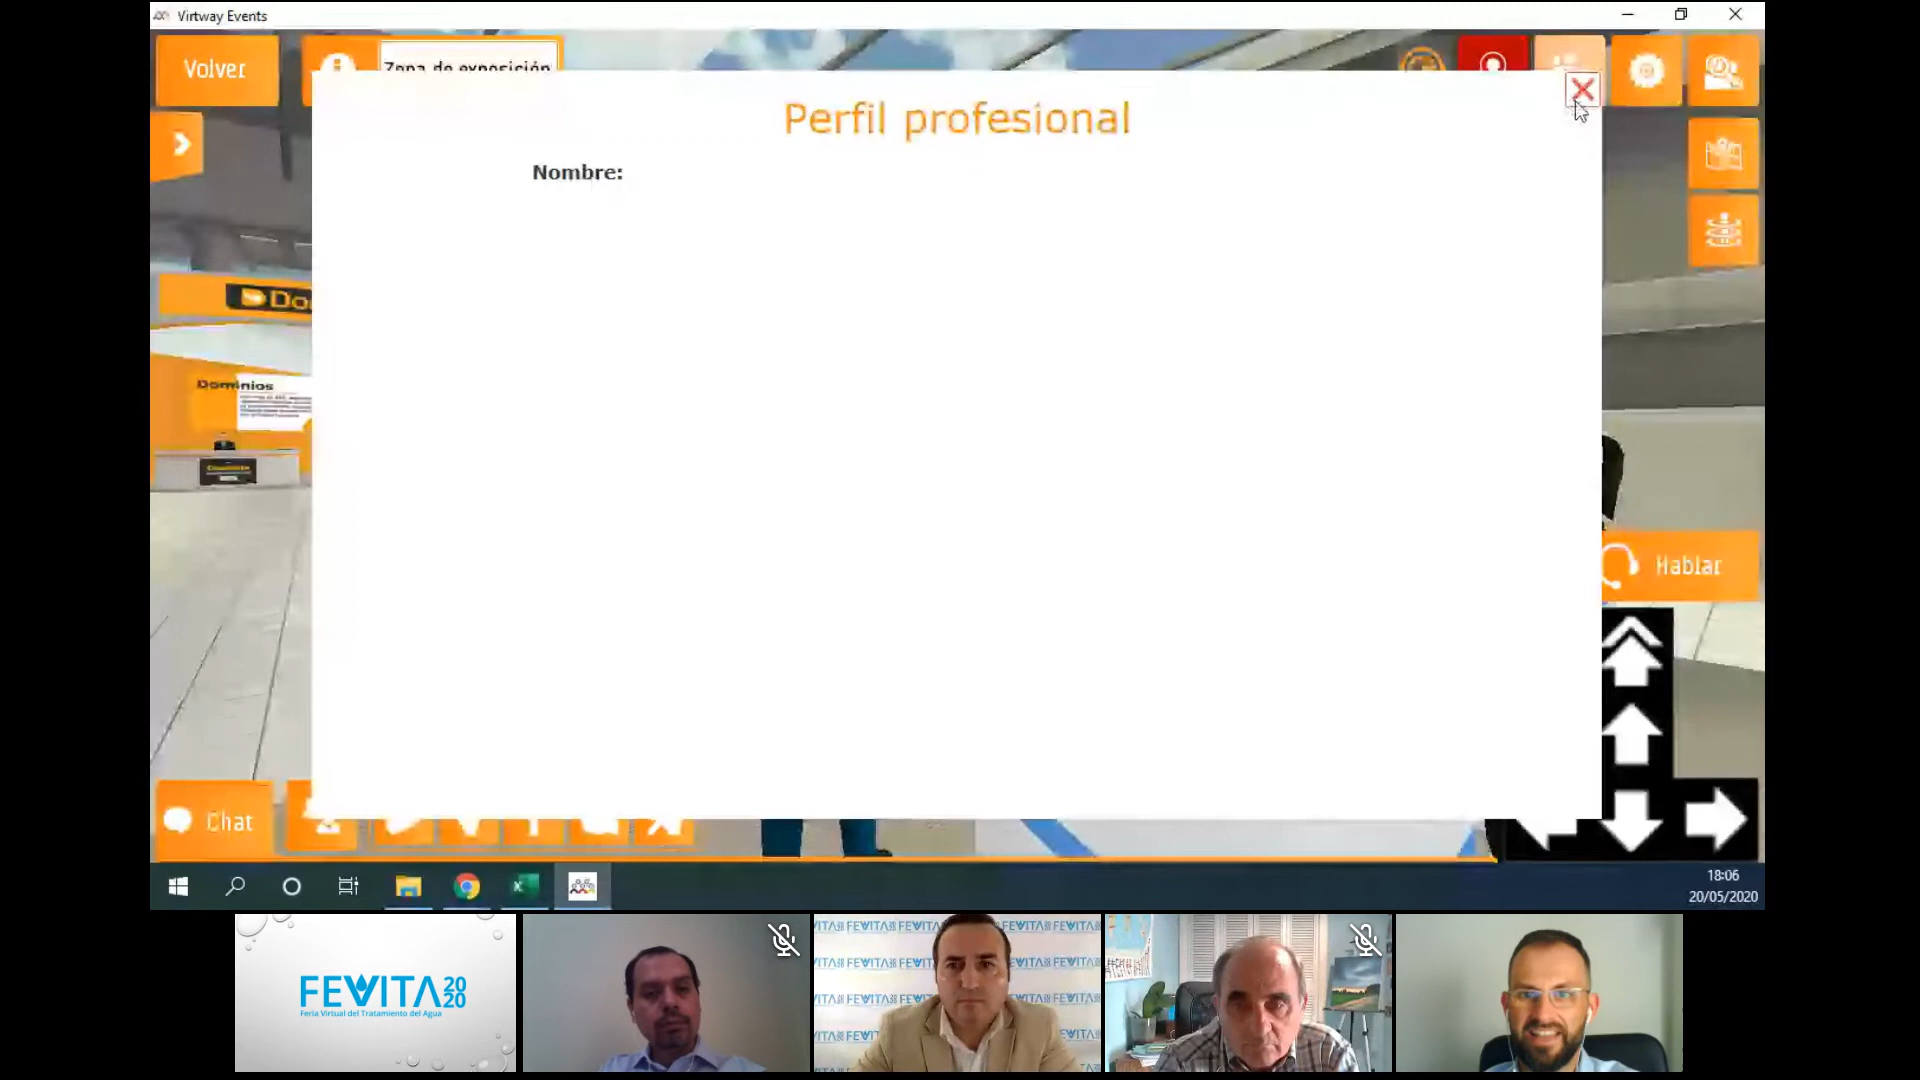 Virtway Events
Volver
Zona de exposición
Perfil profesional
Nombre:
Dominios
Hablar
Chat
18:06
20/05/2020
FEVITA 2020
Feria Virtual del Tratamiento del Agua